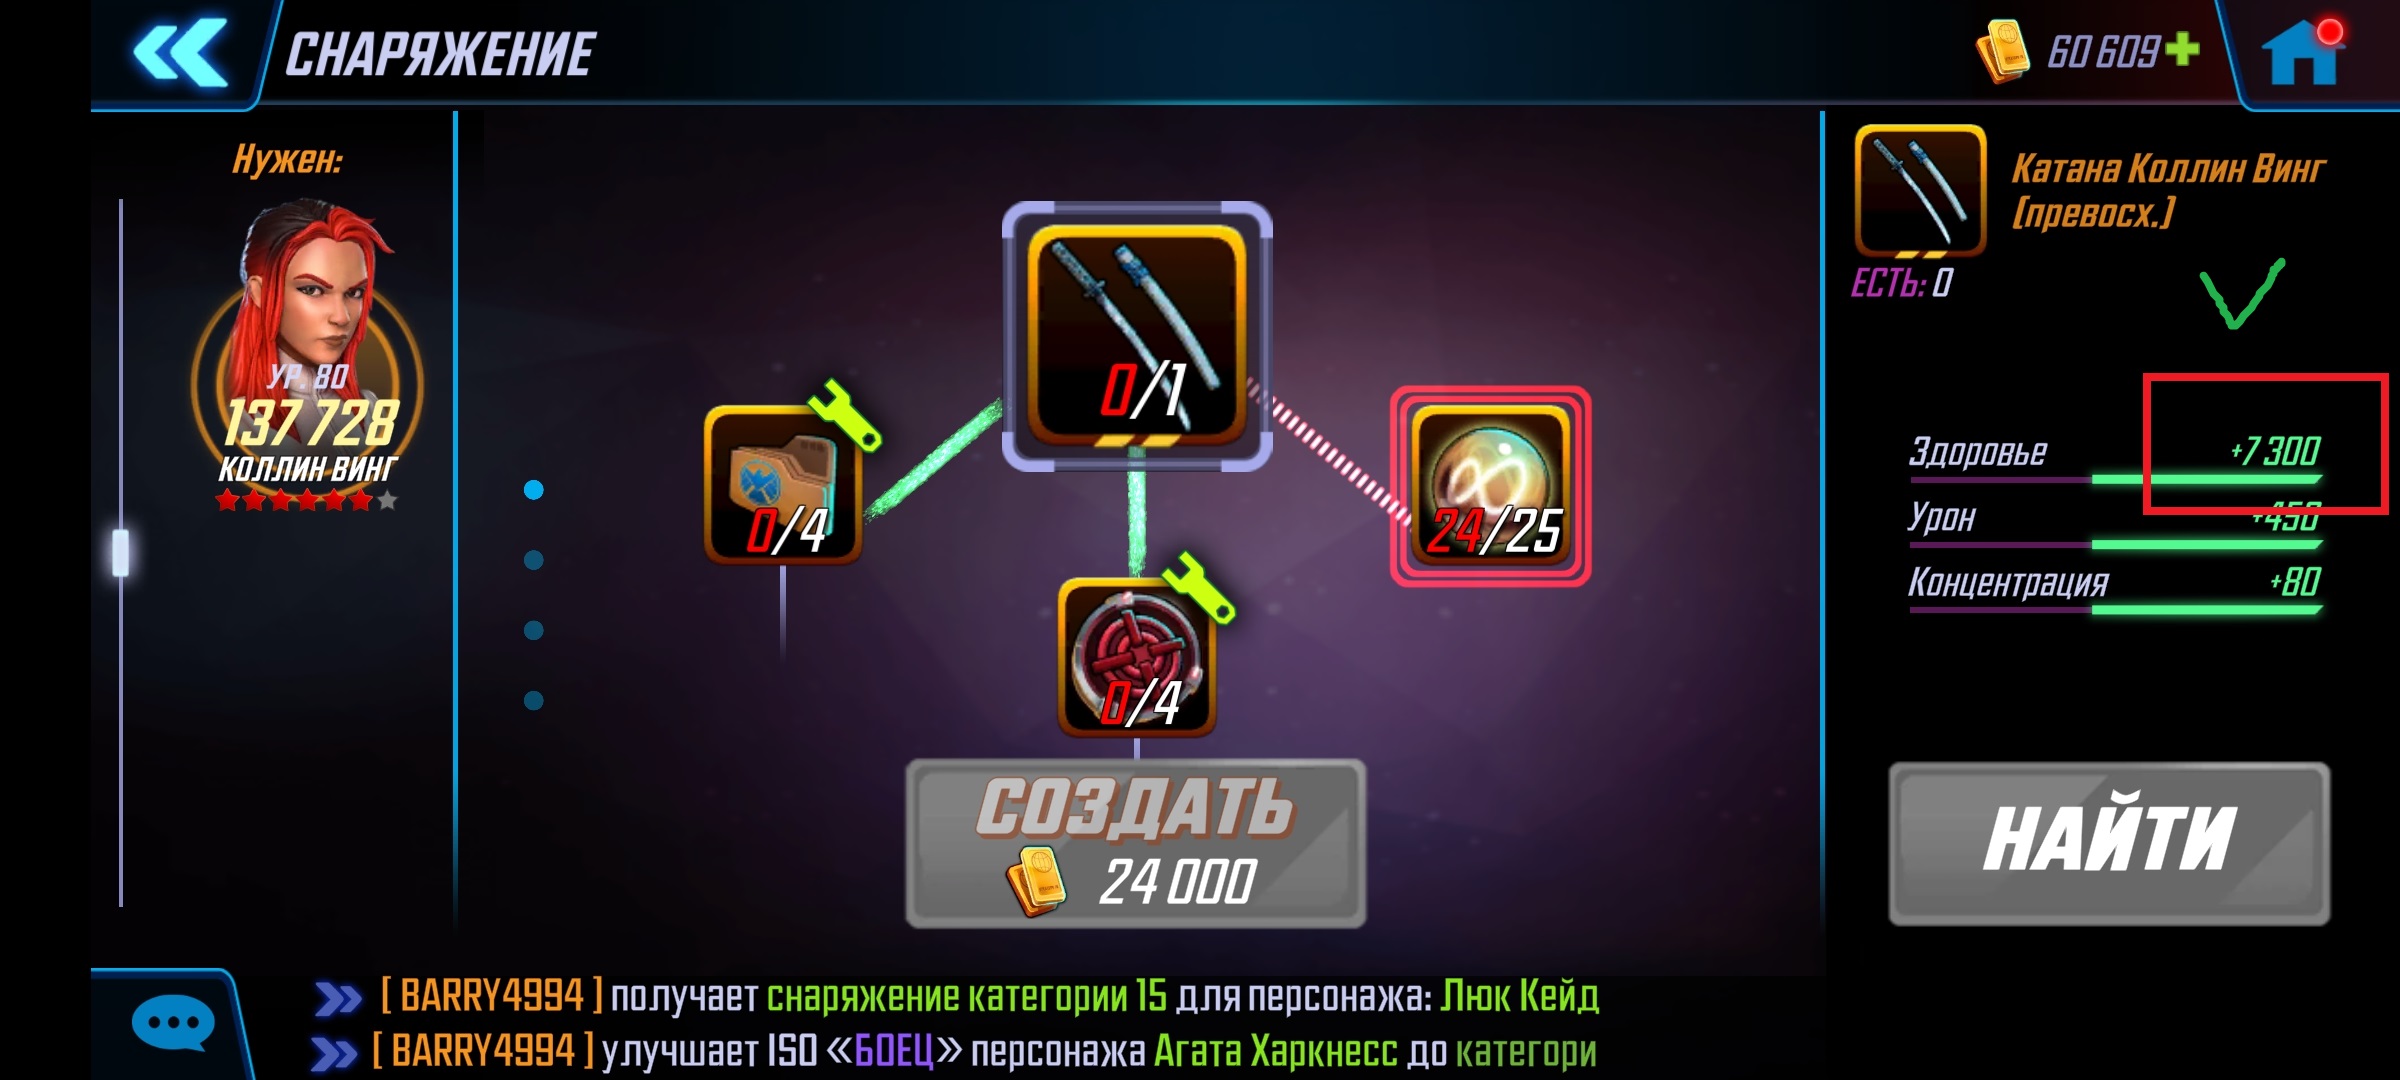 СНАРЯЖЕНИЕ
60 609
Нужен:
УР. 80
137 728
КОЛЛИН ВИНГ
0/1
0/4
24/25
0/4
СОЗДАТЬ
24 000
Катана Коллин Винг
(превосх.)
ЕСТЬ: 0
Здоровье +7 300
Урон +450
Концентрация +80
НАЙТИ
[ BARRY4994 ] получает снаряжение категории 15 для персонажа: Люк Кейд
[ BARRY4994 ] улучшает ISO «БОЕЦ» персонажа Агата Харкнесс до категори